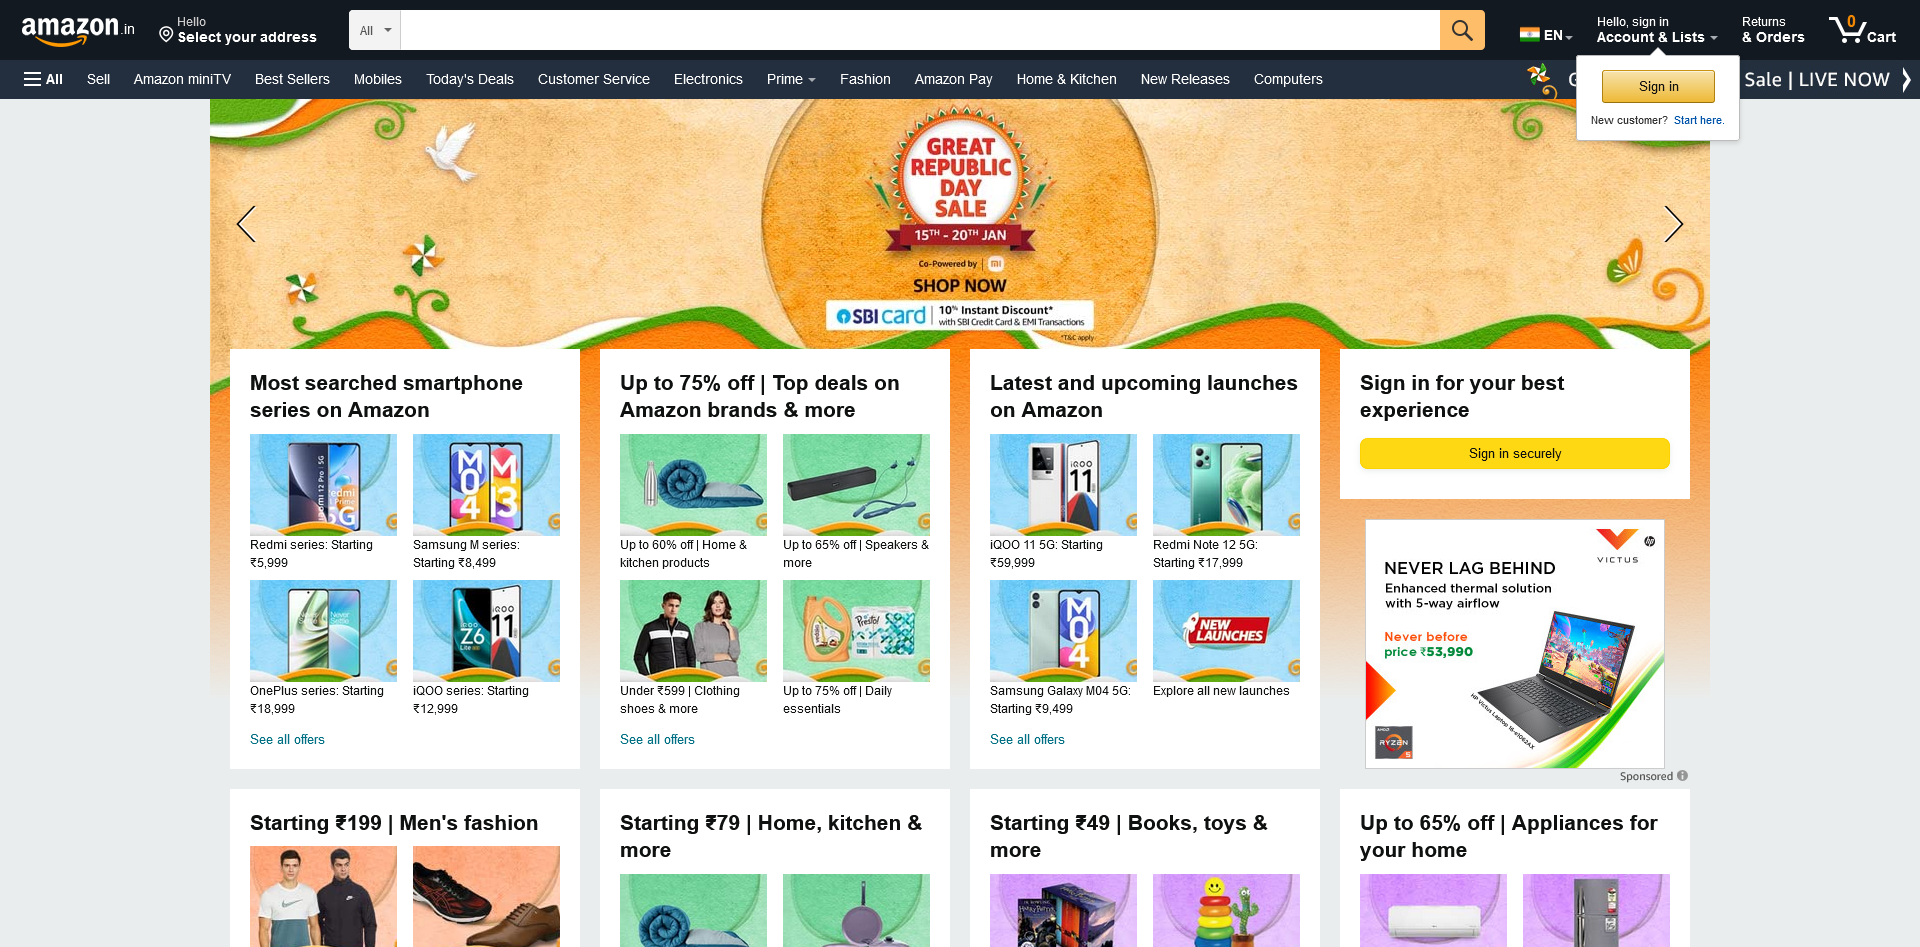 amazon.in
Hello
Select your address
All
EN
Hello, sign in
Account & Lists
Returns
& Orders
0
Cart
All
Sell
Amazon miniTV
Best Sellers
Mobiles
Today's Deals
Customer Service
Electronics
Prime
Fashion
Amazon Pay
Home & Kitchen
New Releases
Computers
Sale | LIVE NOW
Sign in
New customer? Start here.
GREAT
REPUBLIC
DAY
SALE
15TH - 20TH JAN
Co-Powered by | mi
SHOP NOW
SBI card
10% Instant Discount*
with SBI Credit Card & EMI Transactions
*T&C apply
Most searched smartphone
series on Amazon
Redmi series: Starting
₹5,999
Samsung M series:
Starting ₹8,499
OnePlus series: Starting
₹18,999
iQOO series: Starting
₹12,999
See all offers
Up to 75% off | Top deals on
Amazon brands & more
Up to 60% off | Home &
kitchen products
Up to 65% off | Speakers &
more
Under ₹599 | Clothing
shoes & more
Up to 75% off | Daily
essentials
See all offers
Latest and upcoming launches
on Amazon
iQOO 11 5G: Starting
₹59,999
Redmi Note 12 5G:
Starting ₹17,999
NEW
LAUNCHES
Samsung Galaxy M04 5G:
Starting ₹9,499
Explore all new launches
See all offers
Sign in for your best
experience
Sign in securely
VICTUS
hp
NEVER LAG BEHIND
Enhanced thermal solution
with 5-way airflow
Never before
price ₹53,990
HP Victus Laptop 16-e1062AX
AMD
RYZEN
5
Sponsored
Starting ₹199 | Men's fashion
Starting ₹79 | Home, kitchen &
more
Starting ₹49 | Books, toys &
more
Up to 65% off | Appliances for
your home